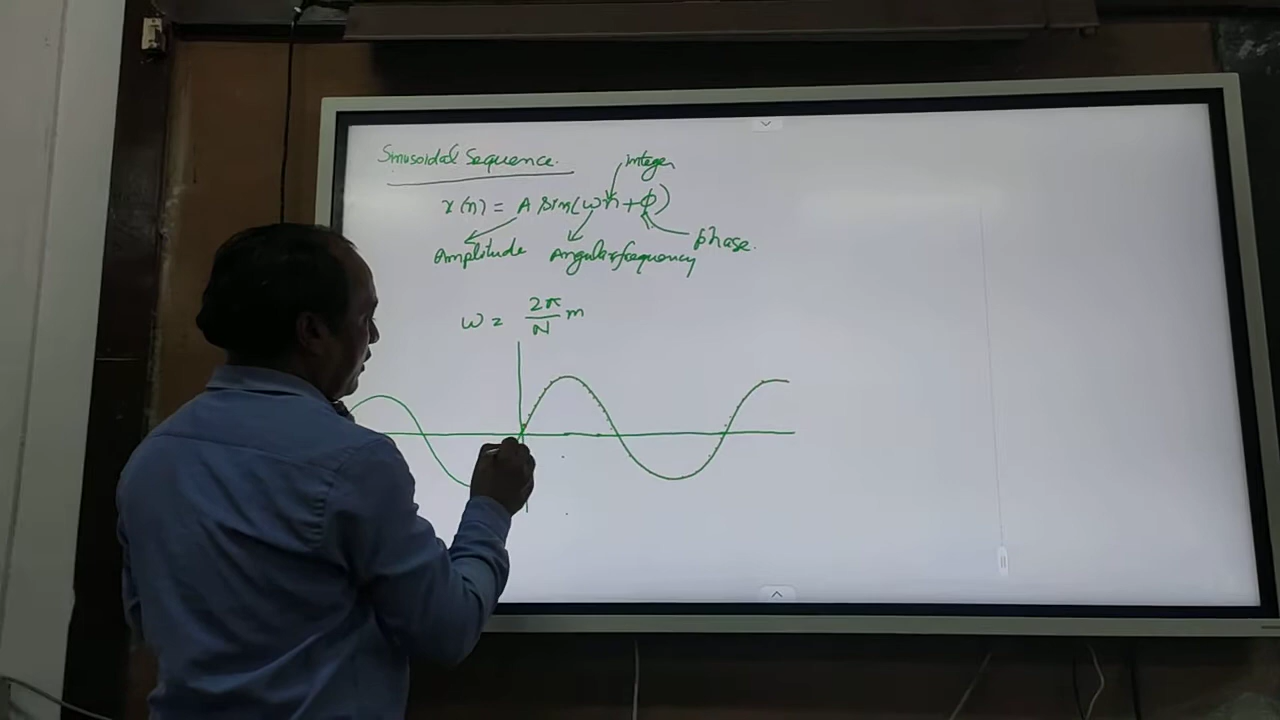 Sinusoidal Sequence.
Integer
x(n) = A Sin(ωn+ϕ)
Amplitude Angular frequency phase.
ω = 2π/N m